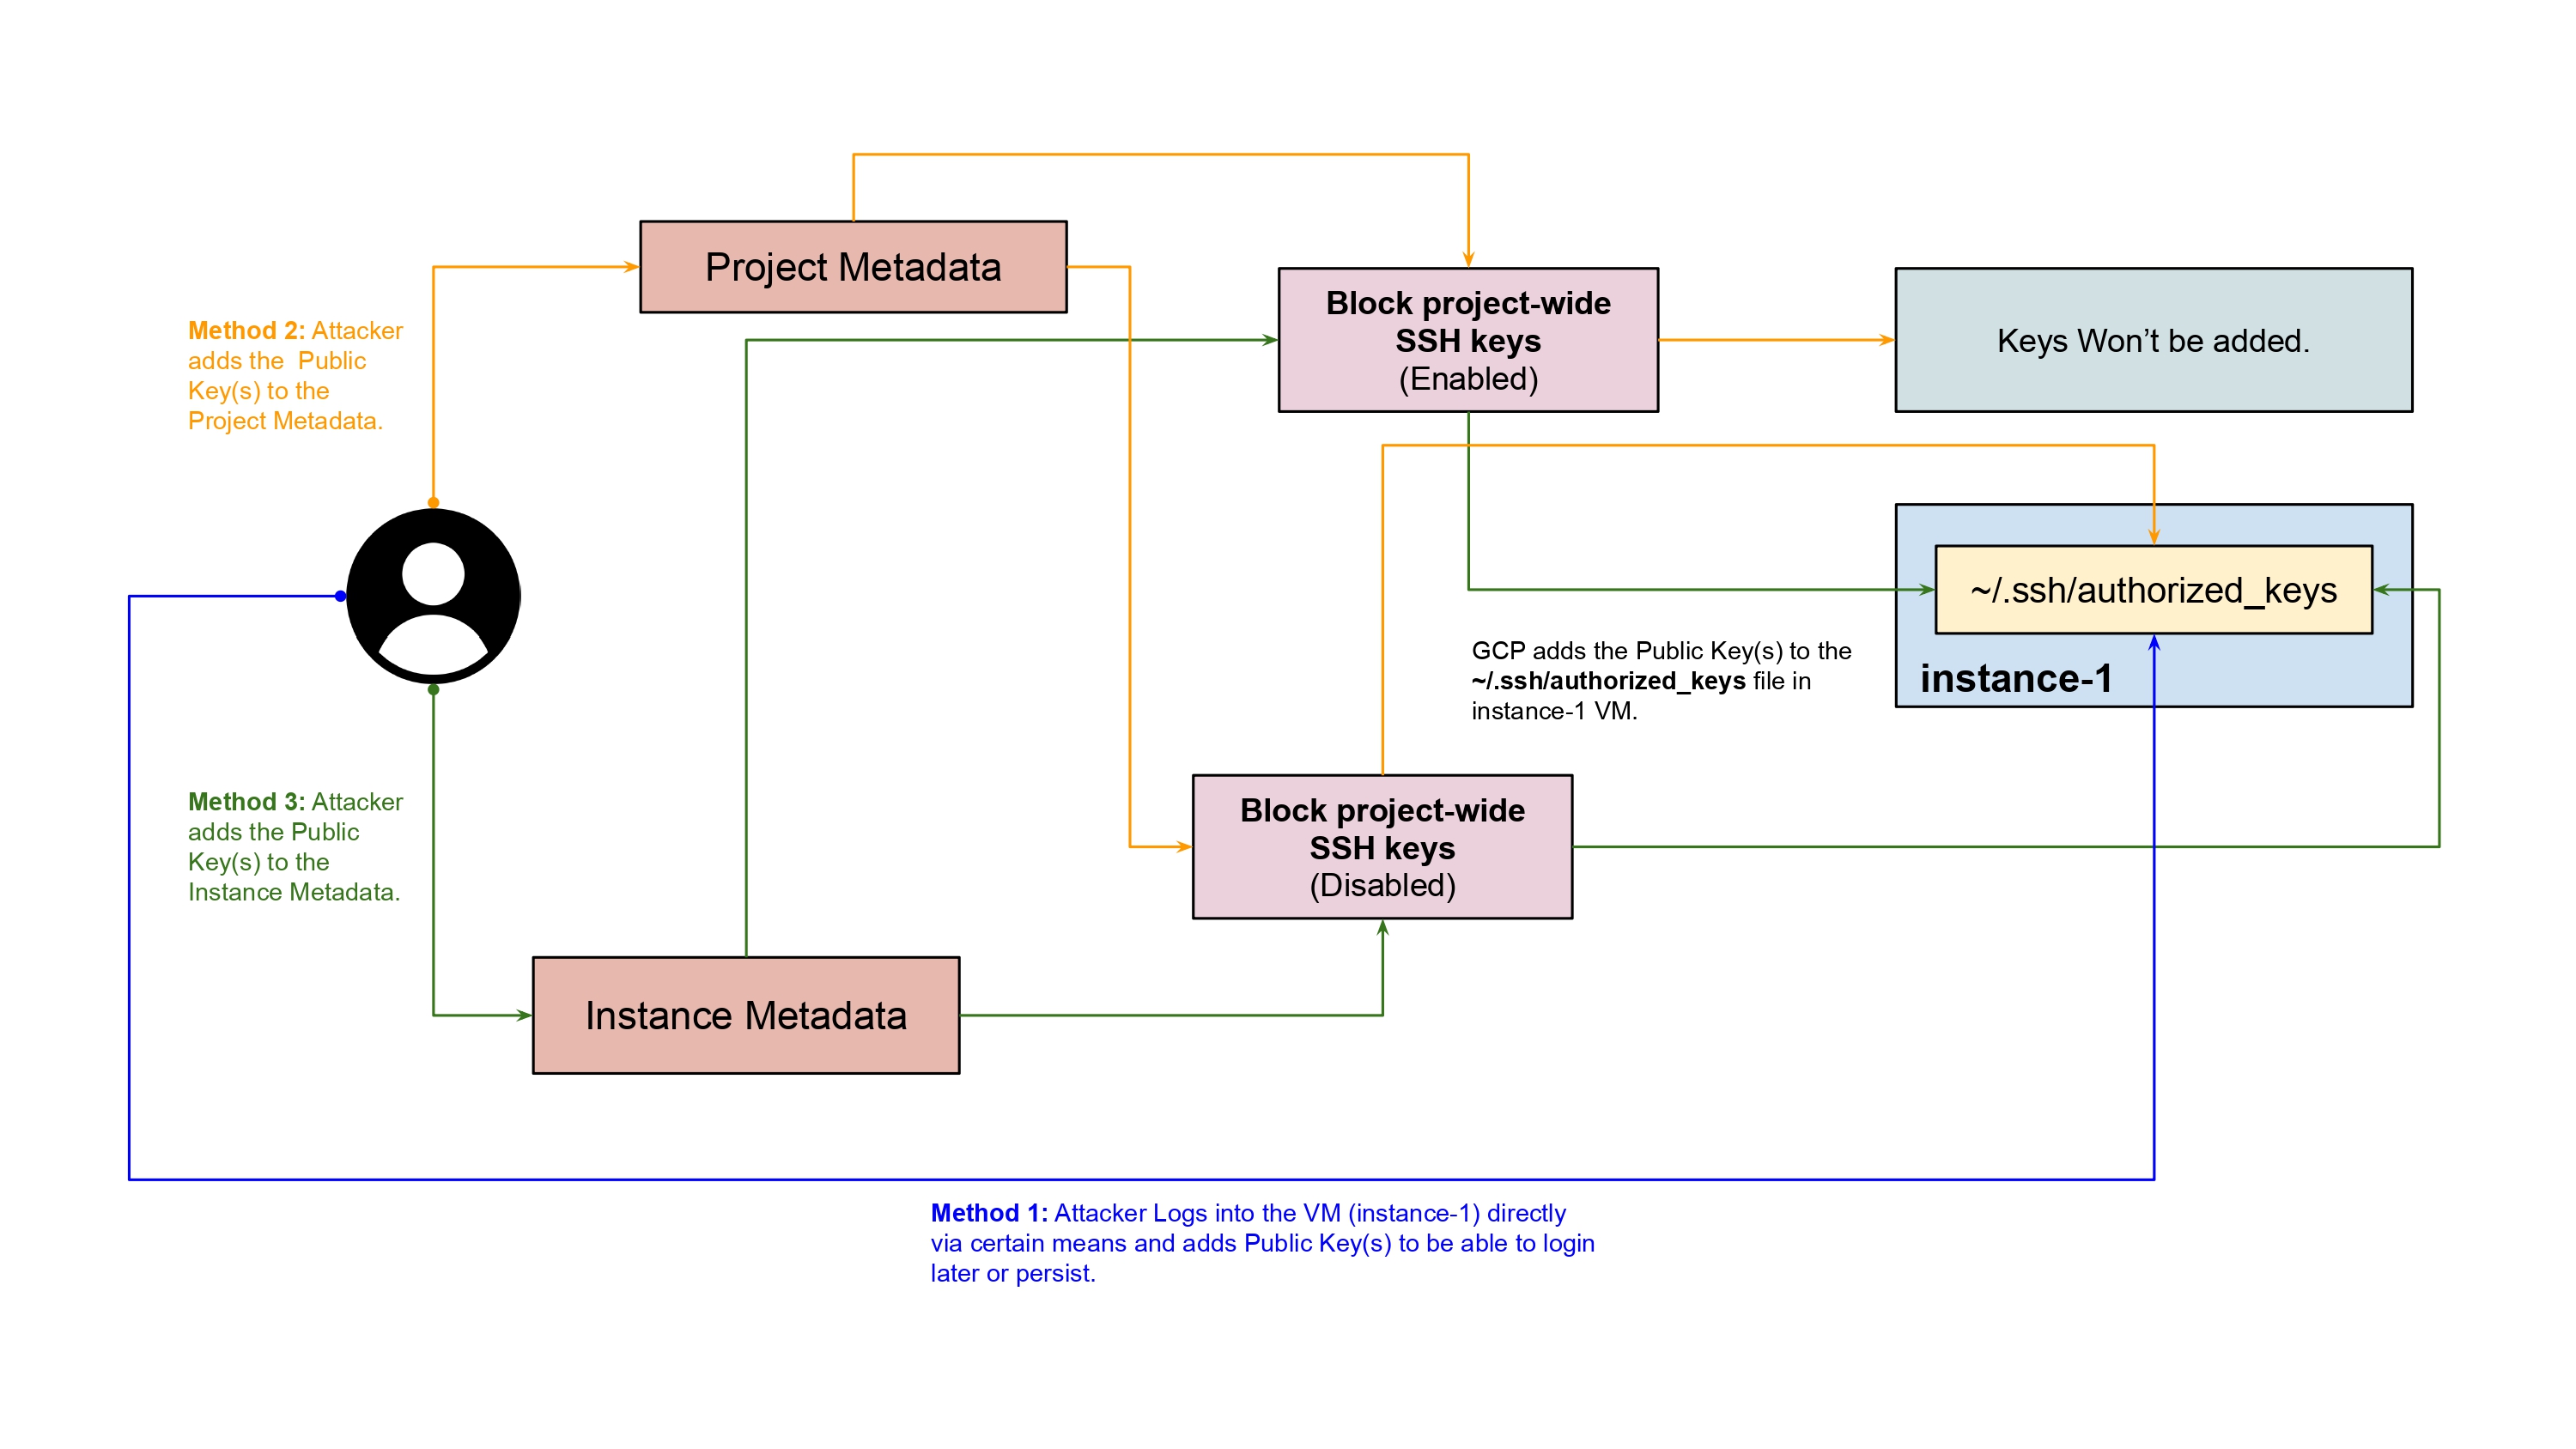 Project Metadata
Block project-wide
SSH keys
(Enabled)
Keys Won’t be added.
Method 2: Attacker
adds the  Public
Key(s) to the
Project Metadata.
~/.ssh/authorized_keys
instance-1
GCP adds the Public Key(s) to the
~/.ssh/authorized_keys file in
instance-1 VM.
Method 3: Attacker
adds the Public
Key(s) to the
Instance Metadata.
Block project-wide
SSH keys
(Disabled)
Instance Metadata
Method 1: Attacker Logs into the VM (instance-1) directly
via certain means and adds Public Key(s) to be able to login
later or persist.